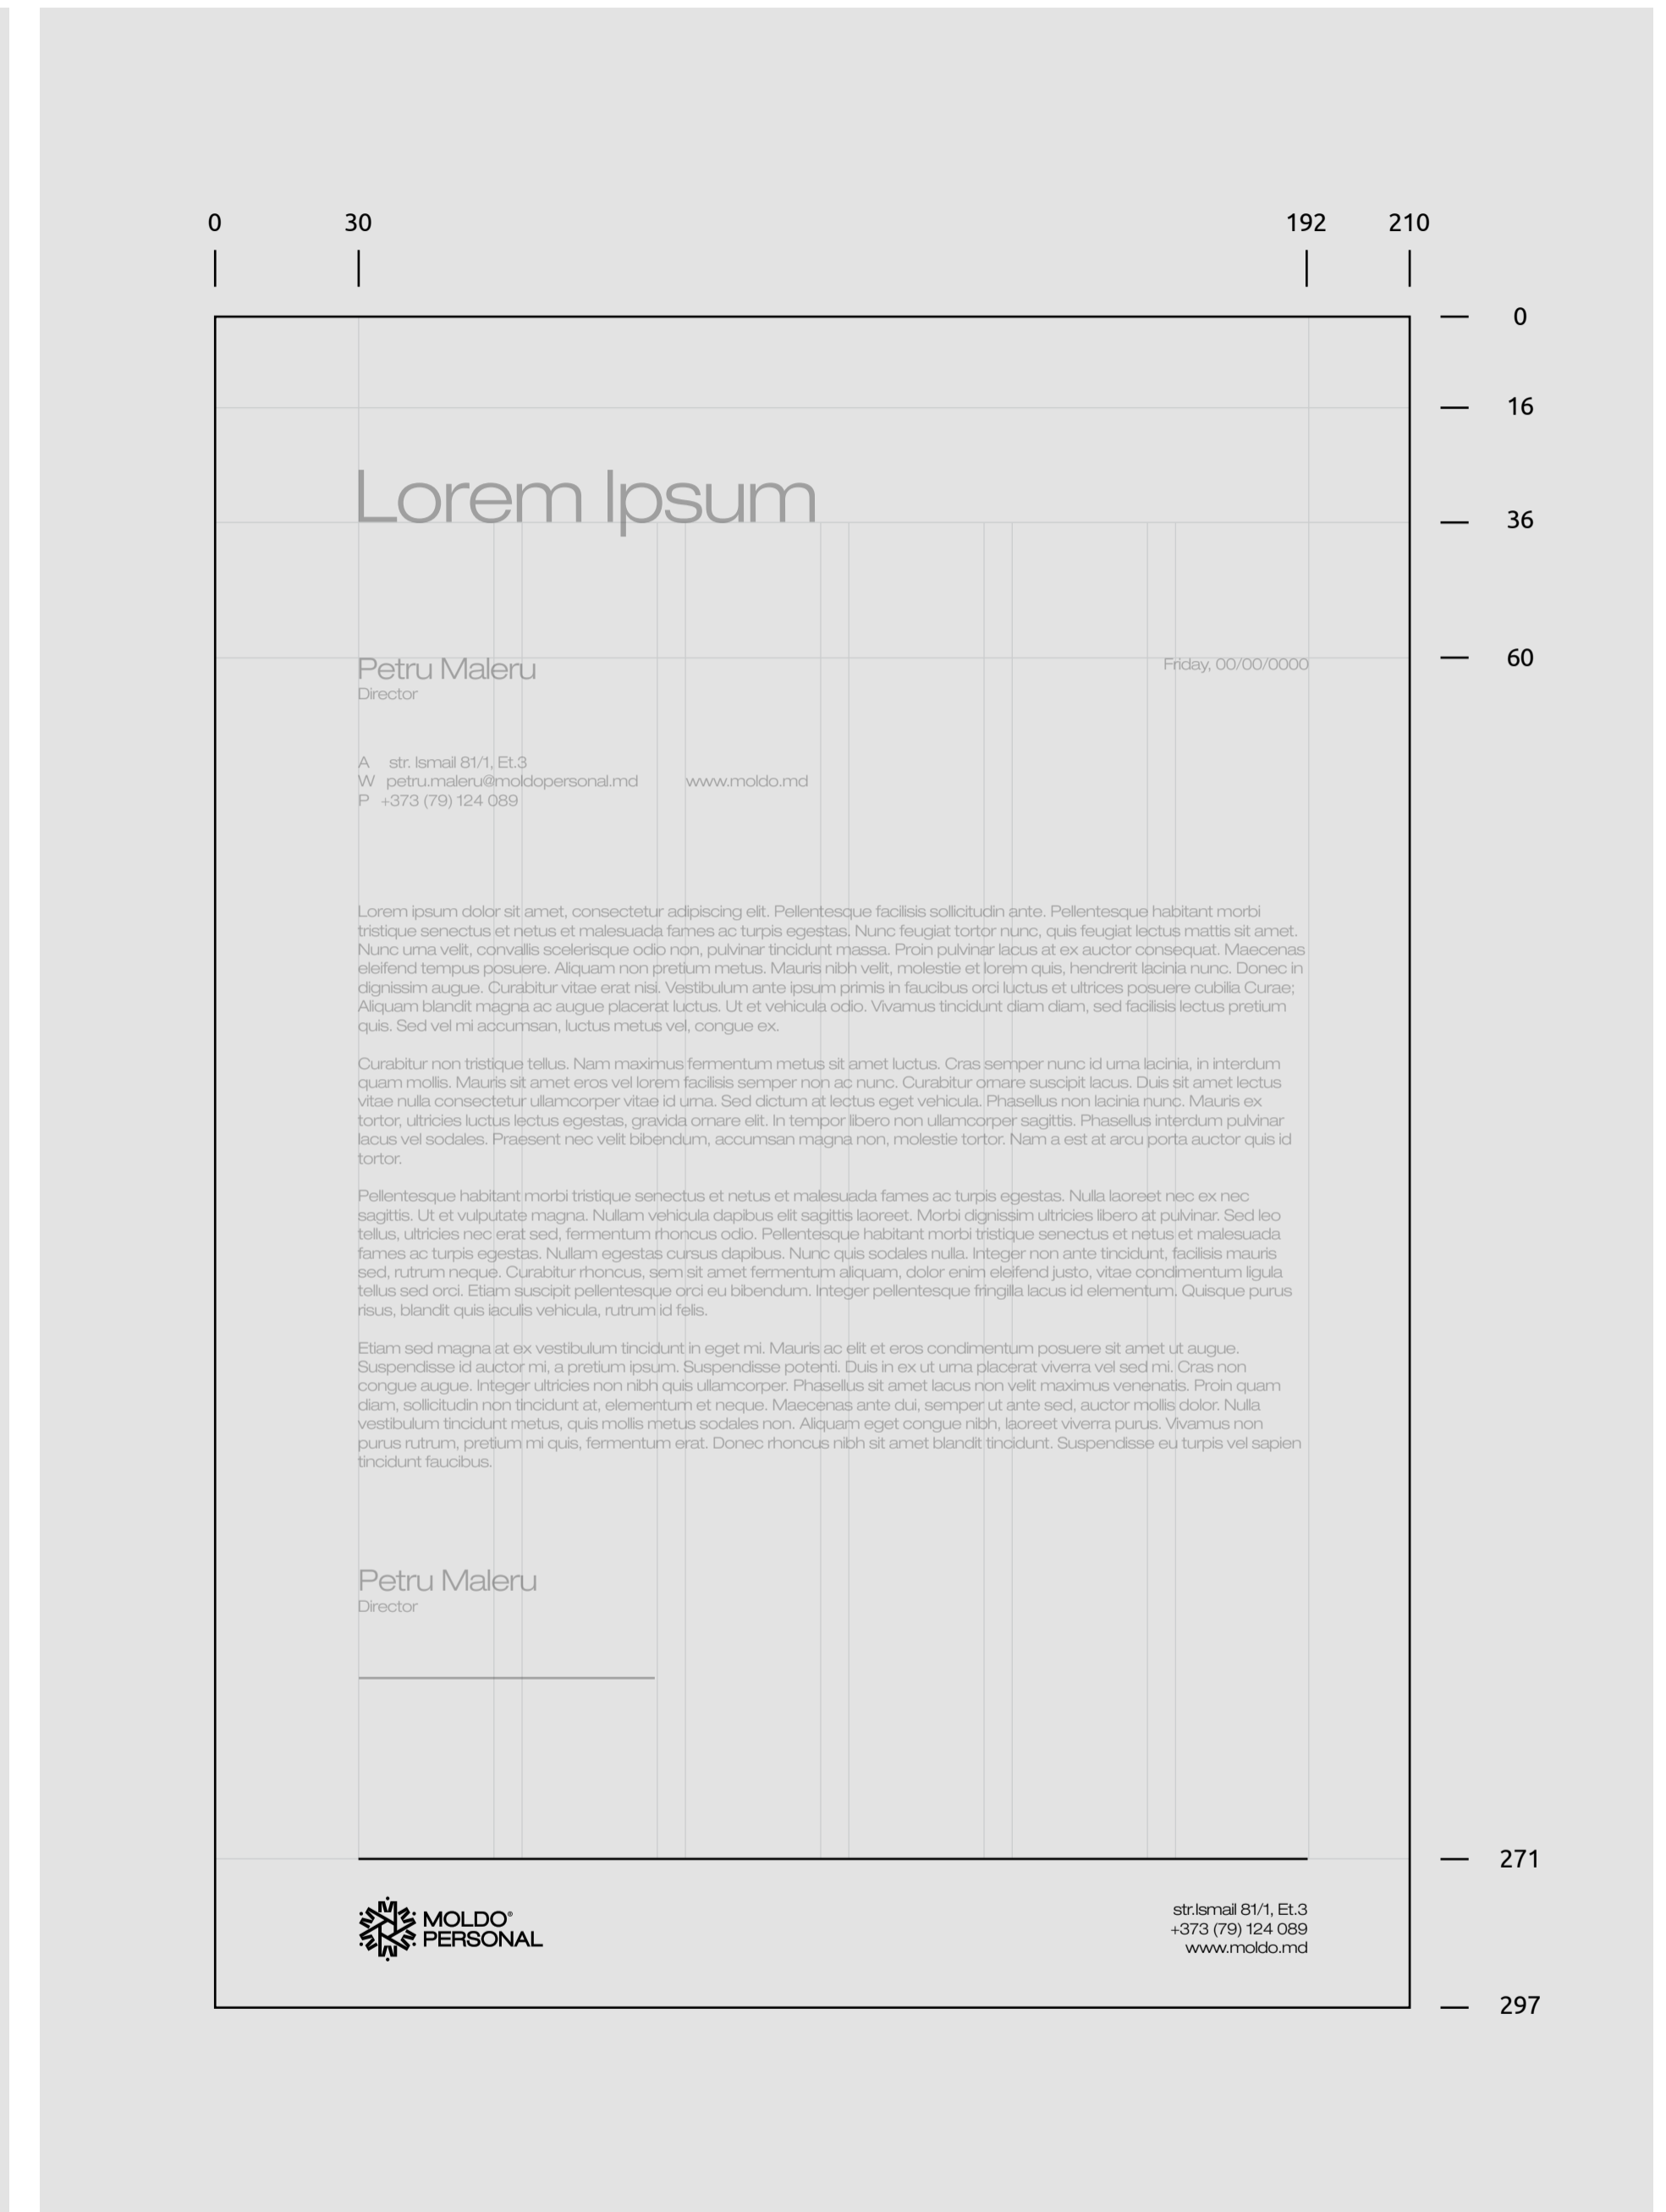 0 30 192 210
0
16
Lorem Ipsum
36
Petru Maleru
Friday, 00/00/0000
60
Director
A str. Ismail 81/1, Et.3
W petru.maleru@moldopersonal.md www.moldo.md
P +373 (79) 124 089
Lorem ipsum dolor sit amet, consectetur adipiscing elit. Pellentesque facilisis sollicitudin ante. Pellentesque habitant morbi
tristique senectus et netus et malesuada fames ac turpis egestas. Nunc feugiat tortor nunc, quis feugiat lectus mattis sit amet.
Nunc urna velit, convallis scelerisque odio non, pulvinar tincidunt massa. Proin pulvinar lacus at ex auctor consequat. Maecenas
eleifend tempus posuere. Aliquam non pretium metus. Mauris nibh velit, molestie et lorem quis, hendrerit lacinia nunc. Donec in
dignissim augue. Curabitur vitae erat nisi. Vestibulum ante ipsum primis in faucibus orci luctus et ultrices posuere cubilia Curae;
Aliquam blandit magna ac augue placerat luctus. Ut et vehicula odio. Vivamus tincidunt diam diam, sed facilisis lectus pretium
quis. Sed vel mi accumsan, luctus metus vel, congue ex.
Curabitur non tristique tellus. Nam maximus fermentum metus sit amet luctus. Cras semper nunc id urna lacinia, in interdum
quam mollis. Mauris sit amet eros vel lorem facilisis semper non ac nunc. Curabitur ornare suscipit lacus. Duis sit amet lectus
vitae nulla consectetur ullamcorper vitae id urna. Sed dictum at lectus eget vehicula. Phasellus non lacinia nunc. Mauris ex
tortor, ultricies luctus lectus egestas, gravida ornare elit. In tempor libero non ullamcorper sagittis. Phasellus interdum pulvinar
lacus vel sodales. Praesent nec velit bibendum, accumsan magna non, molestie tortor. Nam a est at arcu porta auctor quis id
tortor.
Pellentesque habitant morbi tristique senectus et netus et malesuada fames ac turpis egestas. Nulla laoreet nec ex nec
sagittis. Ut et vulputate magna. Nullam vehicula dapibus elit sagittis laoreet. Morbi dignissim ultricies libero at pulvinar. Sed leo
tellus, ultricies nec erat sed, fermentum rhoncus odio. Pellentesque habitant morbi tristique senectus et netus et malesuada
fames ac turpis egestas. Nullam egestas cursus dapibus. Nunc quis sodales nulla. Integer non ante tincidunt, facilisis mauris
sed, rutrum neque. Curabitur rhoncus, sem sit amet fermentum aliquam, dolor enim eleifend justo, vitae condimentum ligula
tellus sed orci. Etiam suscipit pellentesque orci eu bibendum. Integer pellentesque fringilla lacus id elementum. Quisque purus
risus, blandit quis iaculis vehicula, rutrum id felis.
Etiam sed magna at ex vestibulum tincidunt in eget mi. Mauris ac elit et eros condimentum posuere sit amet ut augue.
Suspendisse id auctor mi, a pretium ipsum. Suspendisse potenti. Duis in ex ut urna placerat viverra vel sed mi. Cras non
congue augue. Integer ultricies non nibh quis ullamcorper. Phasellus sit amet lacus non velit maximus venenatis. Proin quam
diam, sollicitudin non tincidunt at, elementum et neque. Maecenas ante dui, semper ut ante sed, auctor mollis dolor. Nulla
vestibulum tincidunt metus, quis mollis metus sodales non. Aliquam eget congue nibh, laoreet viverra purus. Vivamus non
purus rutrum, pretium mi quis, fermentum erat. Donec rhoncus nibh sit amet blandit tincidunt. Suspendisse eu turpis vel sapien
tincidunt faucibus.
Petru Maleru
Director
271
MOLDO®
PERSONAL
str.Ismail 81/1, Et.3
+373 (79) 124 089
www.moldo.md
297